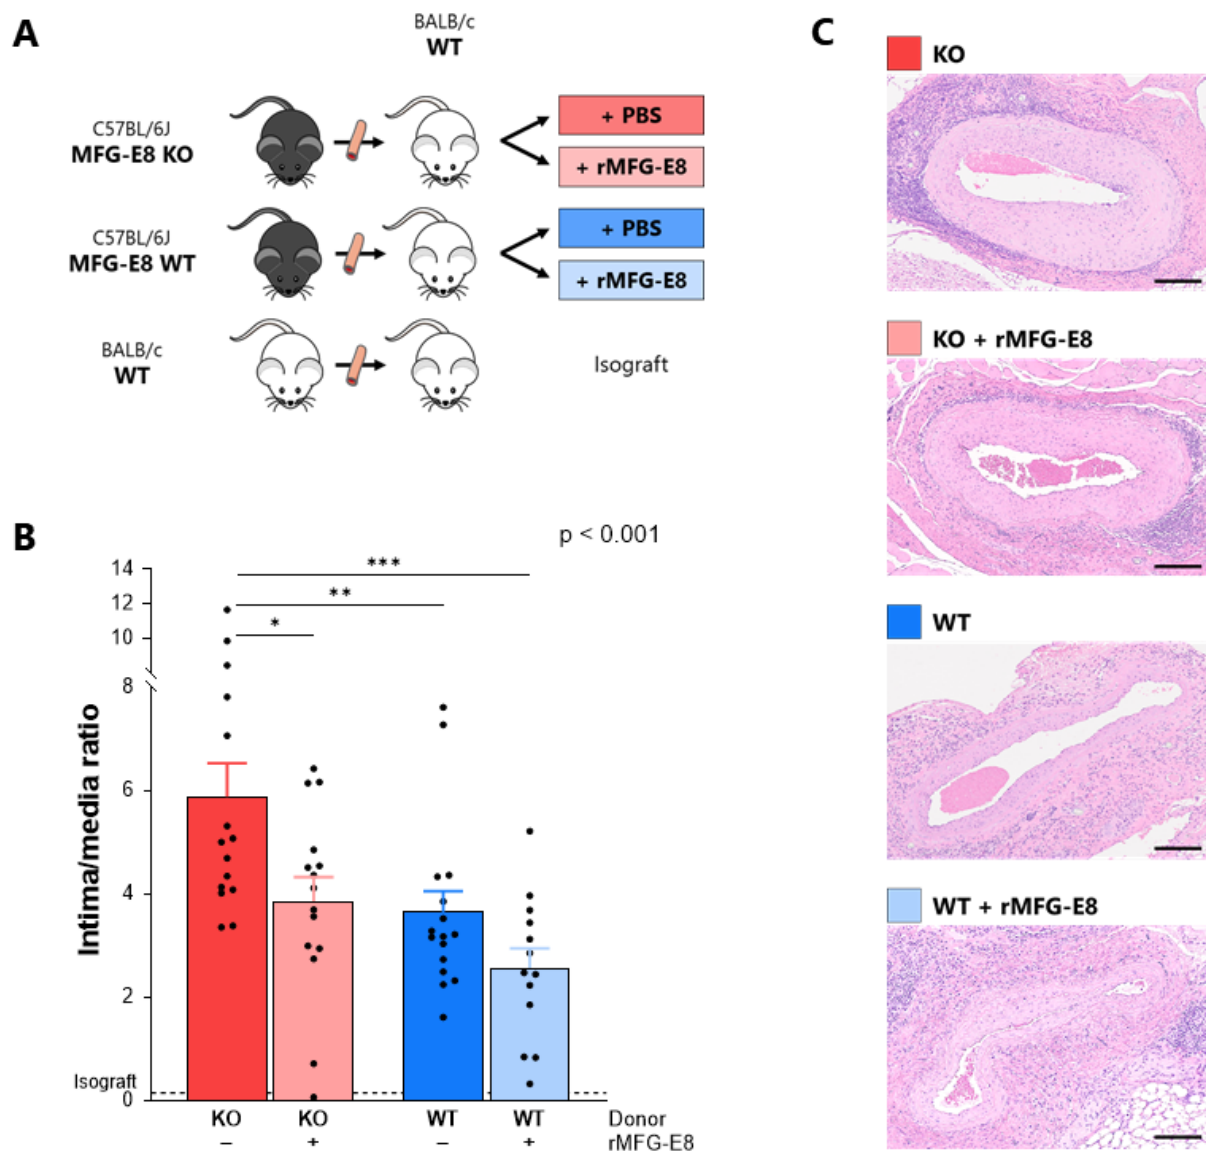 A
BALB/c
WT
C57BL/6J
MFG-E8 KO
+ PBS
+ rMFG-E8
C57BL/6J
MFG-E8 WT
+ PBS
+ rMFG-E8
BALB/c
WT
Isograft
B
p < 0.001
***
**
*
14
12
10
8
6
4
2
0
Intima/media ratio
Isograft
KO KO WT WT Donor
– + – + rMFG-E8
C
KO
KO + rMFG-E8
WT
WT + rMFG-E8